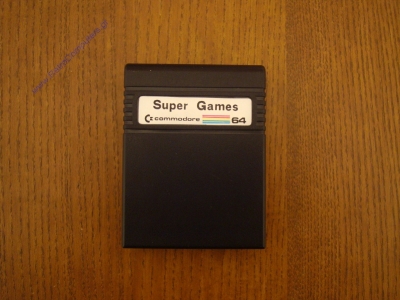 Super Games
commodore 64